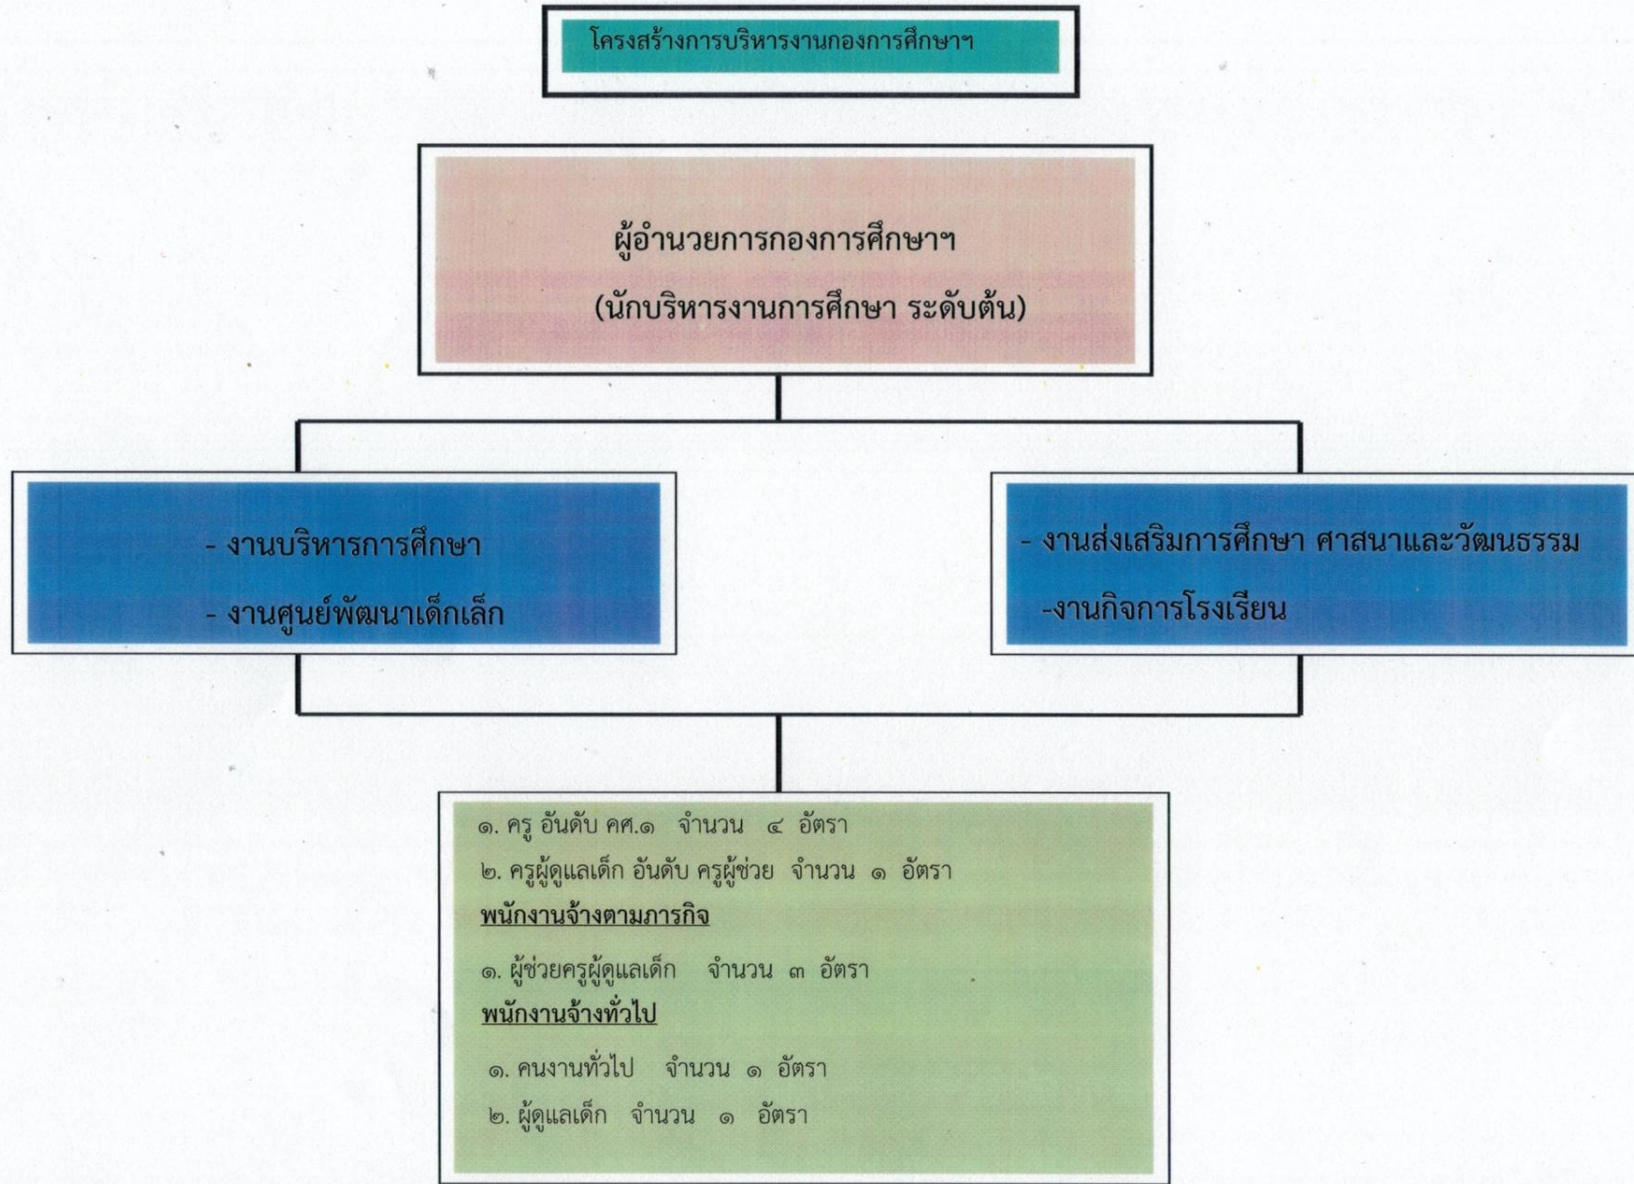 โครงสร้างการบริหารงานกองการศึกษาฯ
ผู้อำนวยการกองการศึกษาฯ
(นักบริหารงานการศึกษา ระดับต้น)
- งานบริหารการศึกษา
- งานศูนย์พัฒนาเด็กเล็ก
- งานส่งเสริมการศึกษา ศาสนาและวัฒนธรรม
-งานกิจการโรงเรียน
๑. ครู อันดับ คศ.๑ จำนวน ๔ อัตรา
๒. ครูผู้ดูแลเด็ก อันดับ ครูผู้ช่วย จำนวน ๑ อัตรา
พนักงานจ้างตามภารกิจ
๑. ผู้ช่วยครูผู้ดูแลเด็ก จำนวน ๓ อัตรา
พนักงานจ้างทั่วไป
๑. คนงานทั่วไป จำนวน ๑ อัตรา
๒. ผู้ดูแลเด็ก จำนวน ๑ อัตรา